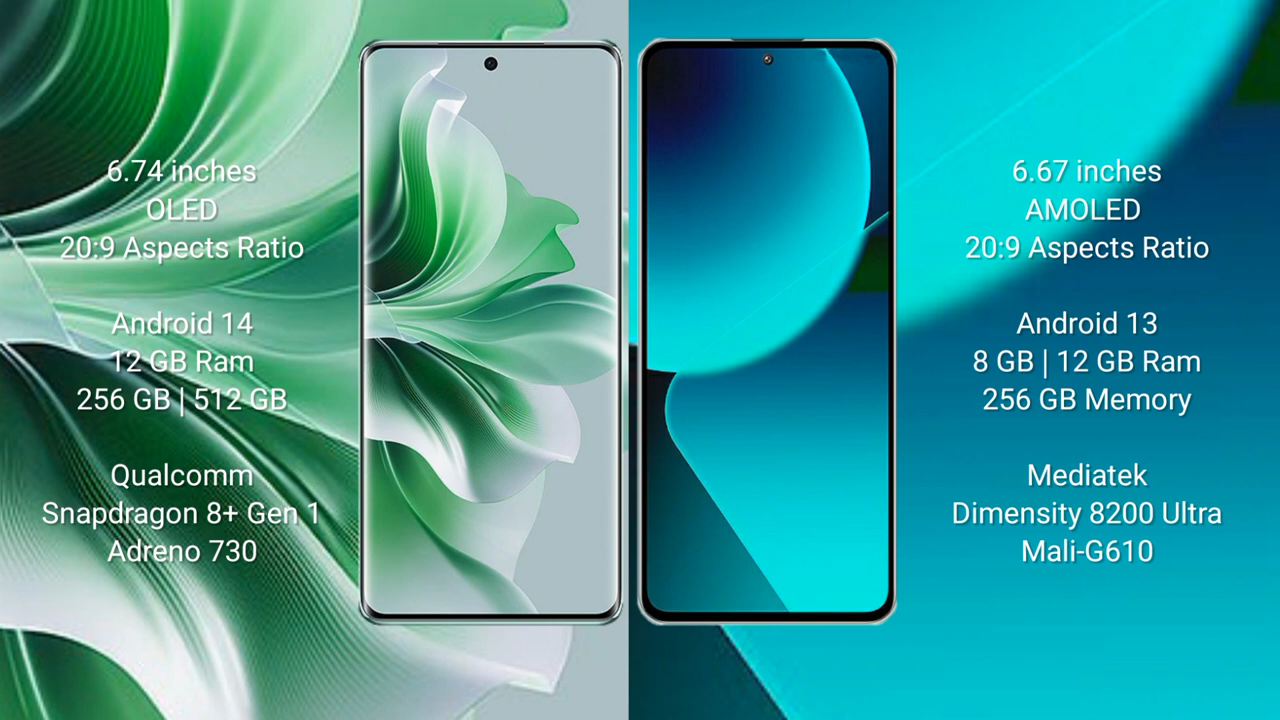 6.74 inches
OLED
20:9 Aspects Ratio
Android 14
12 GB Ram
256 GB | 512 GB
Qualcomm
Snapdragon 8+ Gen 1
Adreno 730
6.67 inches
AMOLED
20:9 Aspects Ratio
Android 13
8 GB | 12 GB Ram
256 GB Memory
Mediatek
Dimensity 8200 Ultra
Mali-G610